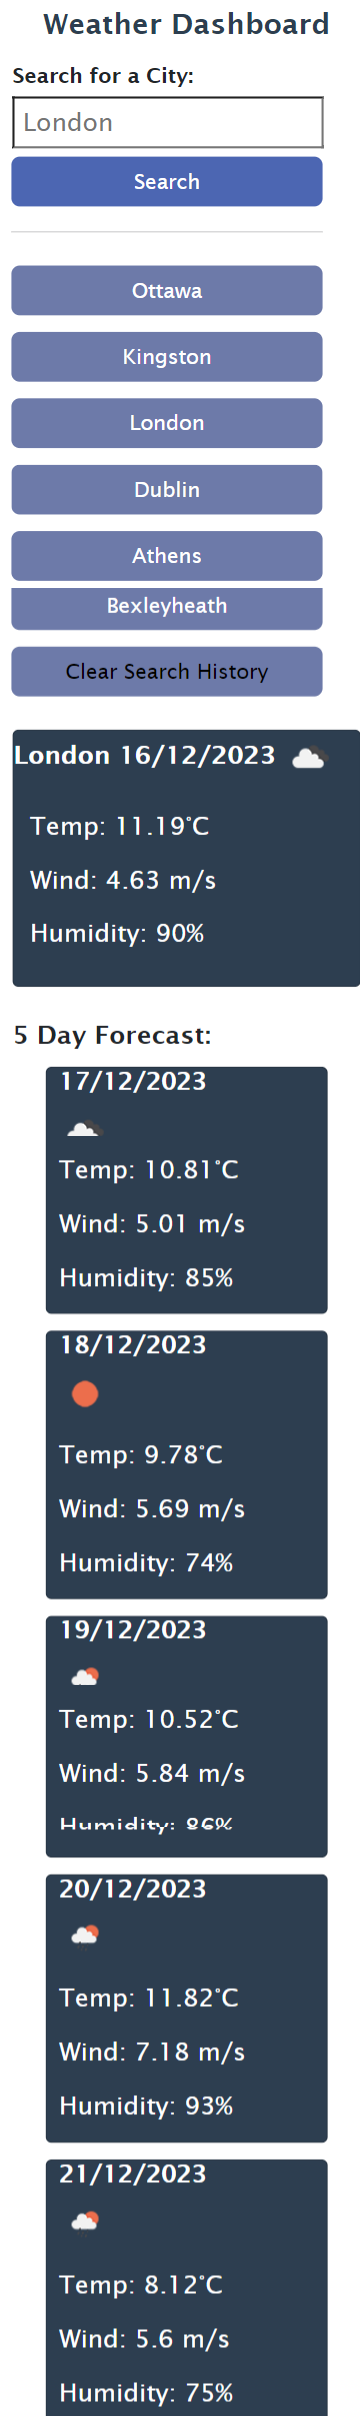 Weather Dashboard
Search for a City:
London
Search
Ottawa
Kingston
London
Dublin
Athens
Bexleyheath
Clear Search History
London 16/12/2023
Temp: 11.19°C
Wind: 4.63 m/s
Humidity: 90%
5 Day Forecast:
17/12/2023
Temp: 10.81°C
Wind: 5.01 m/s
Humidity: 85%
18/12/2023
Temp: 9.78°C
Wind: 5.69 m/s
Humidity: 74%
19/12/2023
Temp: 10.52°C
Wind: 5.84 m/s
Humidity: 86%
20/12/2023
Temp: 11.82°C
Wind: 7.18 m/s
Humidity: 93%
21/12/2023
Temp: 8.12°C
Wind: 5.6 m/s
Humidity: 75%